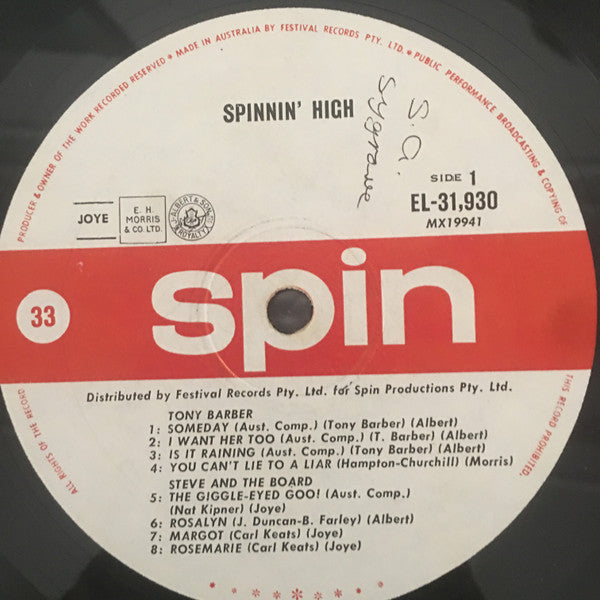 PRODUCER & OWNER OF THE WORK RECORDED RESERVED ★ MADE IN AUSTRALIA BY FESTIVAL RECORDS PTY. LTD. ★ PUBLIC PERFORMANCE BROADCASTING & COPYING OF
THIS RECORD PROHIBITED.
ALL RIGHTS OF THE RECORD
SPINNIN' HIGH
S.G.
SIDE 1
EL-31,930
MX19941
JOYE
E. H.
MORRIS
& CO. LTD.
ALBERT & SON
ROYALTY
33
spin
Distributed by Festival Records Pty. Ltd. for Spin Productions Pty. Ltd.
TONY BARBER
1: SOMEDAY (Aust. Comp.) (Tony Barber) (Albert)
2: I WANT HER TOO (Aust. Comp.) (T. Barber) (Albert)
3: IS IT RAINING (Aust. Comp.) (Tony Barber) (Albert)
4: YOU CAN'T LIE TO A LIAR (Hampton-Churchill) (Morris)
STEVE AND THE BOARD
5: THE GIGGLE-EYED GOO! (Aust. Comp.)
(Nat Kipner) (Joye)
6: ROSALYN (J. Duncan-B. Farley) (Albert)
7: MARGOT (Carl Keats) (Joye)
8: ROSEMARIE (Carl Keats) (Joye)